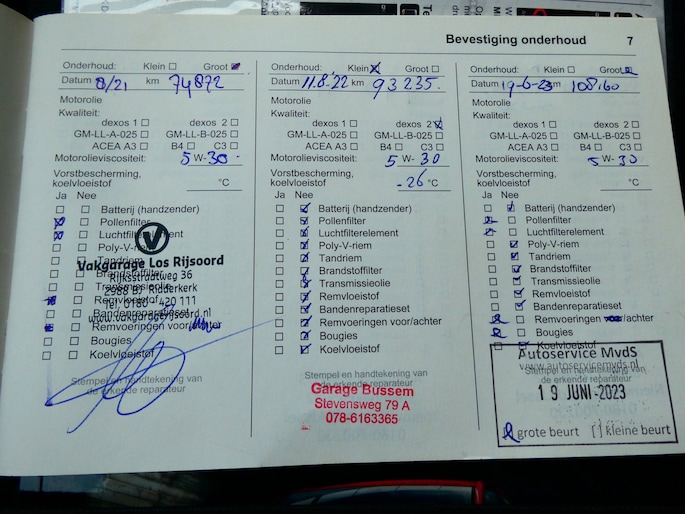 Bevestiging onderhoud 7
Onderhoud: Klein Groot
Datum 8/21 km 74872
Motorolie
Kwaliteit:
dexos 1 dexos 2
GM-LL-A-025 GM-LL-B-025
ACEA A3 B4 C3
Motorolieviscositeit: 5 W- 30
Vorstbescherming,
koelvloeistof °C
Ja Nee
Batterij (handzender)
Pollenfilter
Luchtfilterelement
Poly-V-riem
Tandriem
Brandstoffilter
Transmissieolie
Remvloeistof
Bandenreparatieset
Remvoeringen voor/achter
Bougies
Koelvloeistof
Stempel en handtekening van
de erkende reparateur
Vakgarage Los Rijsoord
Rijksstraatweg 36
2988 BJ Ridderkerk
Tel. 0180 - 420 111
www.vakgaragerijsoord.nl
Onderhoud: Klein Groot
Datum 11.8.'22 km 93235.
Motorolie
Kwaliteit:
dexos 1 dexos 2
GM-LL-A-025 GM-LL-B-025
ACEA A3 B4 C3
Motorolieviscositeit: 5 W- 30
Vorstbescherming,
koelvloeistof -26 °C
Ja Nee
Batterij (handzender)
Pollenfilter
Luchtfilterelement
Poly-V-riem
Tandriem
Brandstoffilter
Transmissieolie
Remvloeistof
Bandenreparatieset
Remvoeringen voor/achter
Bougies
Koelvloeistof
Stempel en handtekening van
de erkende reparateur
Garage Bussem
Stevensweg 79 A
078-6163365
Onderhoud: Klein Groot
Datum 19-6-23 km 108160
Motorolie
Kwaliteit:
dexos 1 dexos 2
GM-LL-A-025 GM-LL-B-025
ACEA A3 B4 C3
Motorolieviscositeit: 5 W- 30
Vorstbescherming,
koelvloeistof °C
Ja Nee
Batterij (handzender)
Pollenfilter
Luchtfilterelement
Poly-V-riem
Tandriem
Brandstoffilter
Transmissieolie
Remvloeistof
Bandenreparatieset
Remvoeringen voor/achter
Bougies
Koelvloeistof
Stempel en handtekening van
de erkende reparateur
Autoservice MvdS
www.autoservicemvds.nl
19 JUNI 2023
grote beurt [ ] kleine beurt